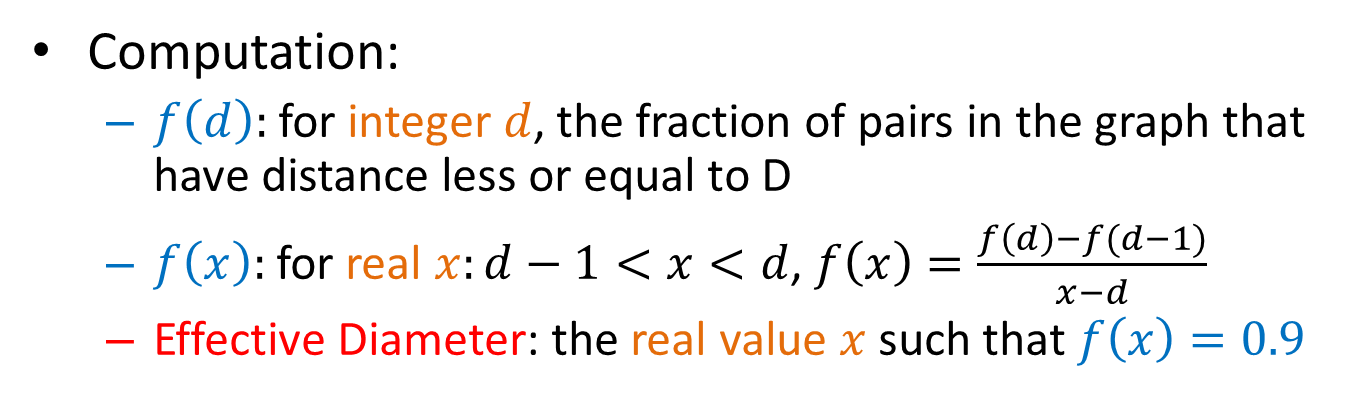 • Computation:
– f(d): for integer d, the fraction of pairs in the graph that
have distance less or equal to D
– f(x): for real x: d − 1 < x < d, f(x) = \frac{f(d)−f(d−1)}{x−d}
– Effective Diameter: the real value x such that f(x) = 0.9